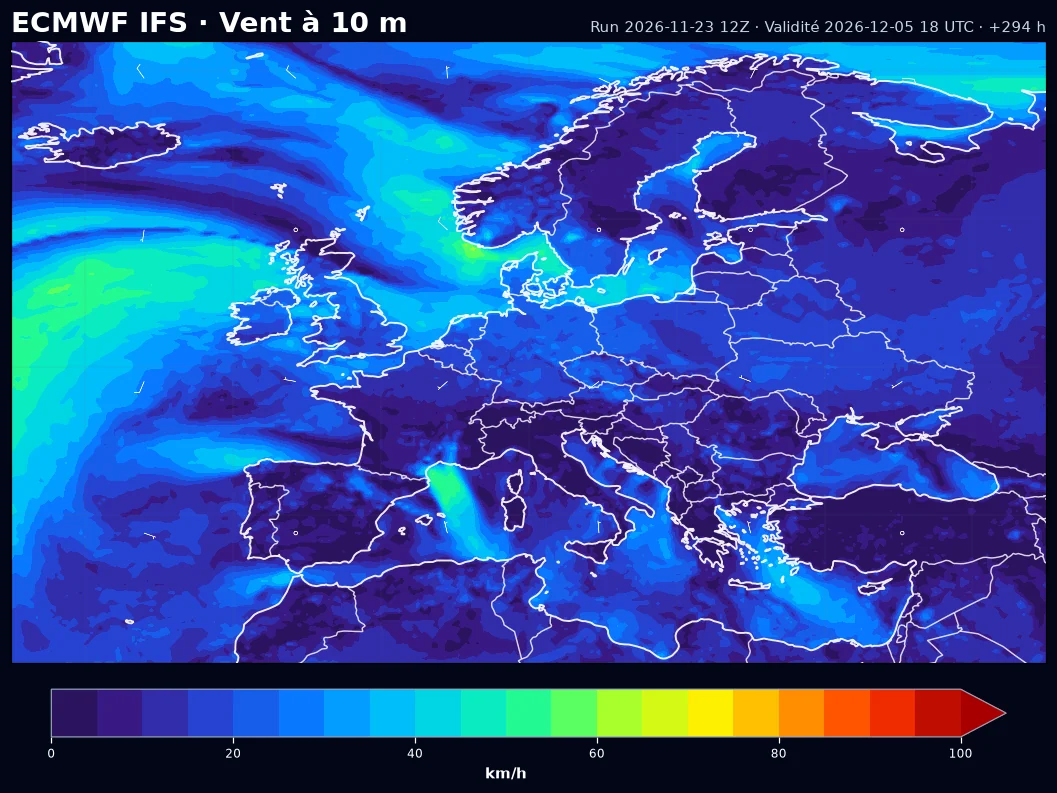 ECMWF IFS · Vent à 10 m
Run 2026-11-23 12Z · Validité 2026-12-05 18 UTC · +294 h
0 20 40 60 80 100
km/h